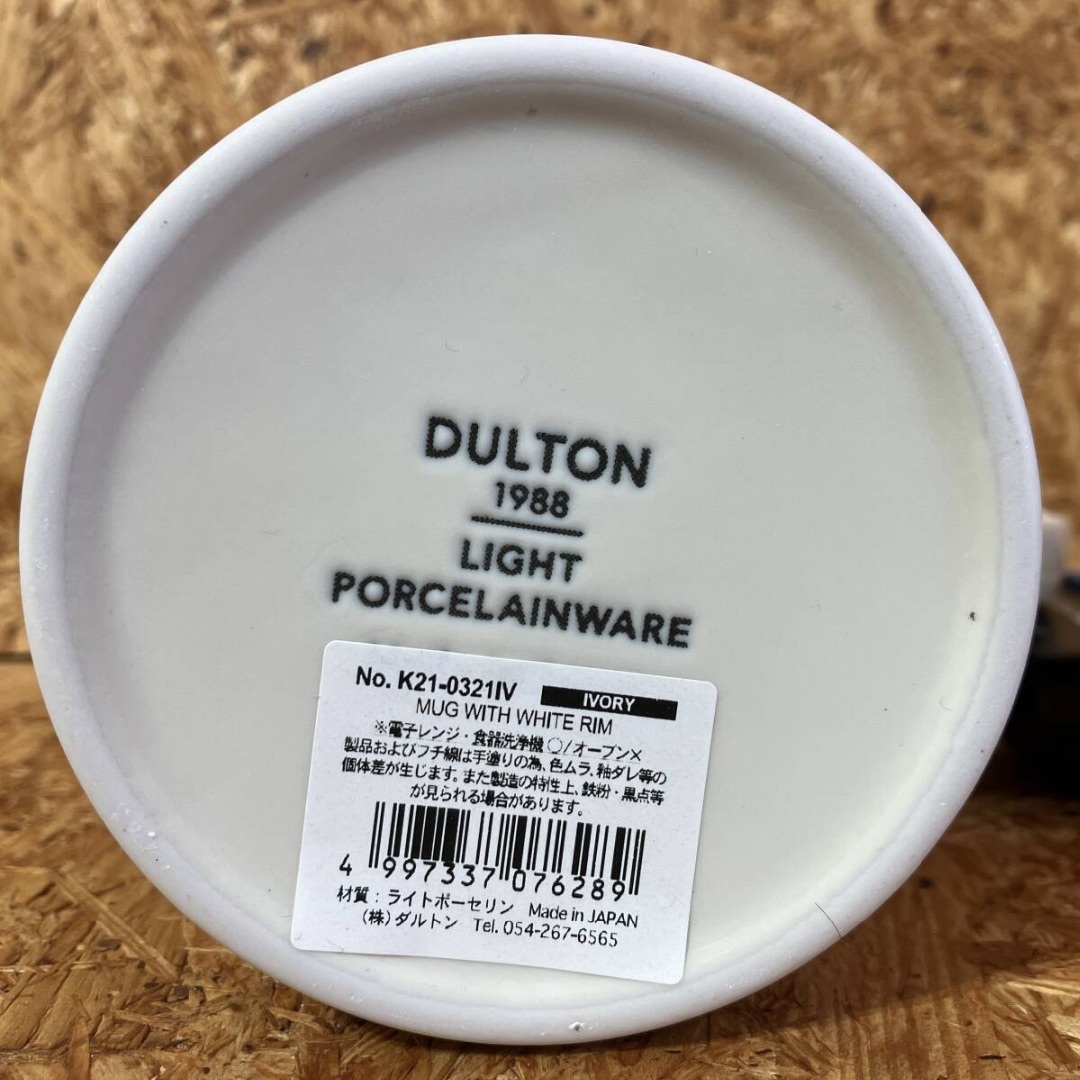 DULTON
1988
LIGHT
PORCELAINWARE
No. K21-0321IV IVORY
MUG WITH WHITE RIM
※電子レンジ・食器洗浄機 ○/オーブン×
製品およびフチ線は手塗りの為、色ムラ、釉ダレ等の
個体差が生じます。また製造の特性上、鉄粉・黒点等
が見られる場合があります。
4 997337 076289
材質：ライトポーセリン Made in JAPAN
(株)ダルトン Tel. 054-267-6565